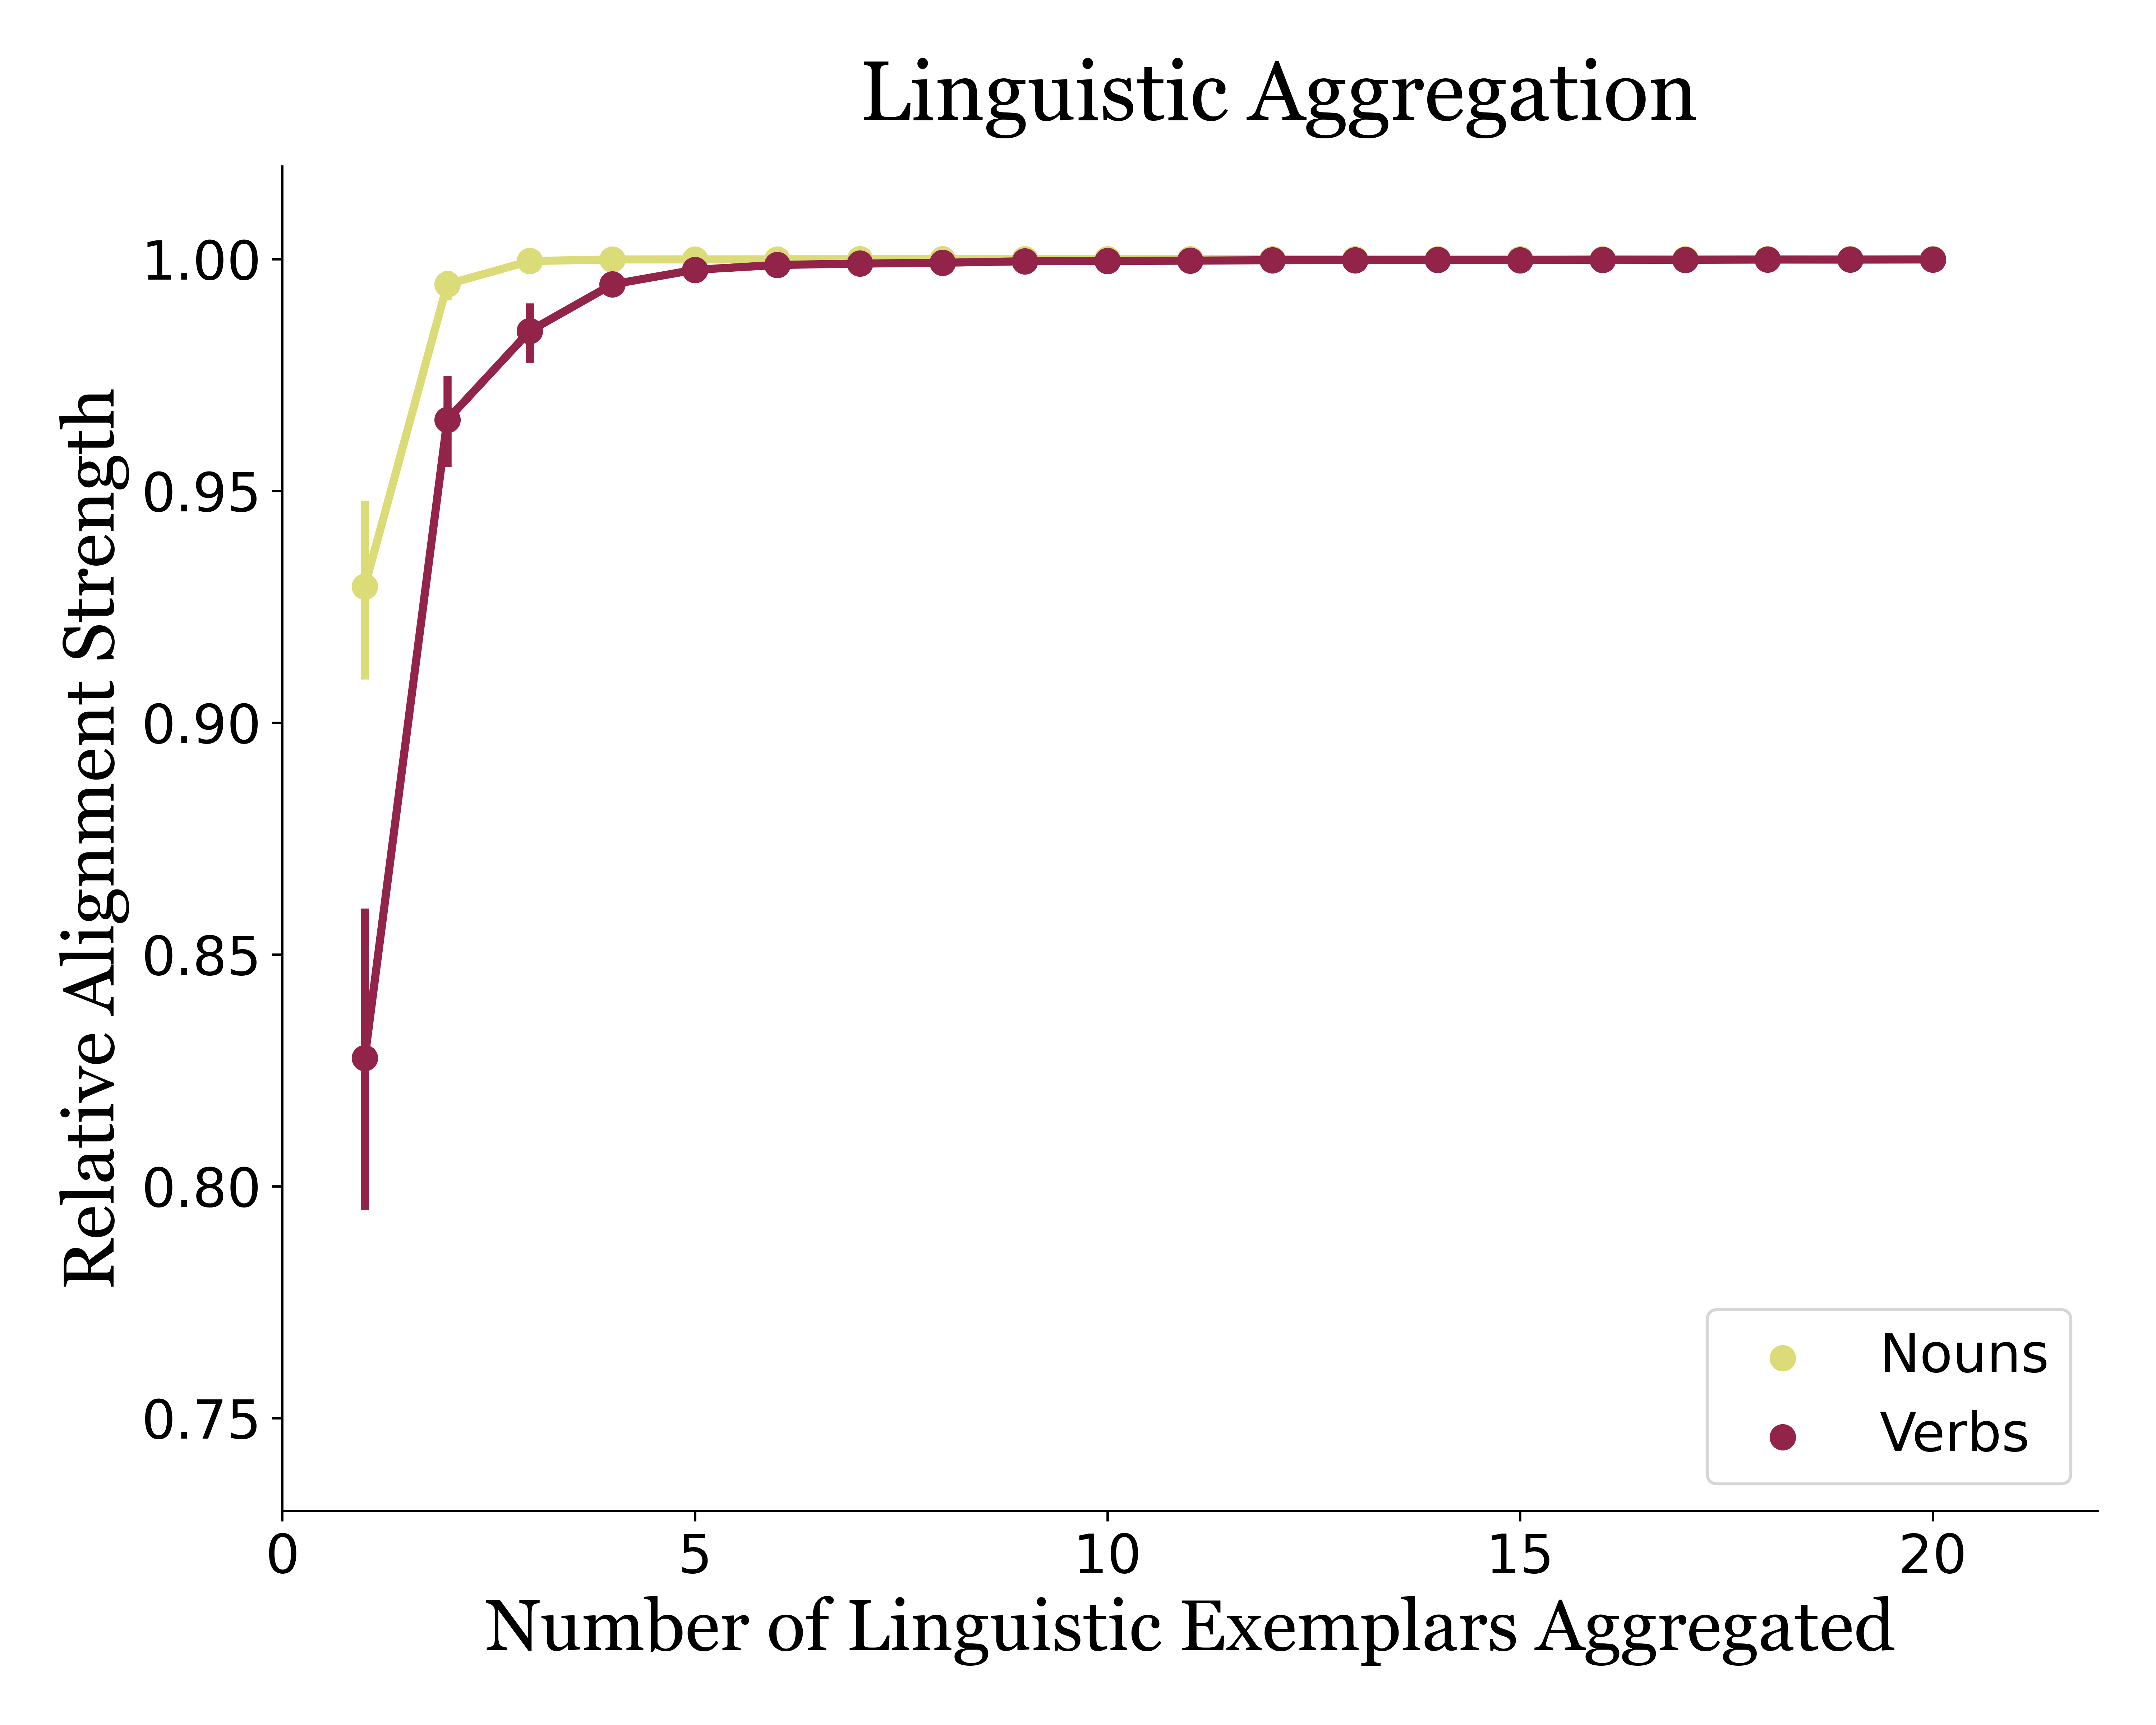 Linguistic Aggregation
Relative Alignment Strength
1.00
0.95
0.90
0.85
0.80
0.75
0
5
10
15
20
Number of Linguistic Exemplars Aggregated
Nouns
Verbs